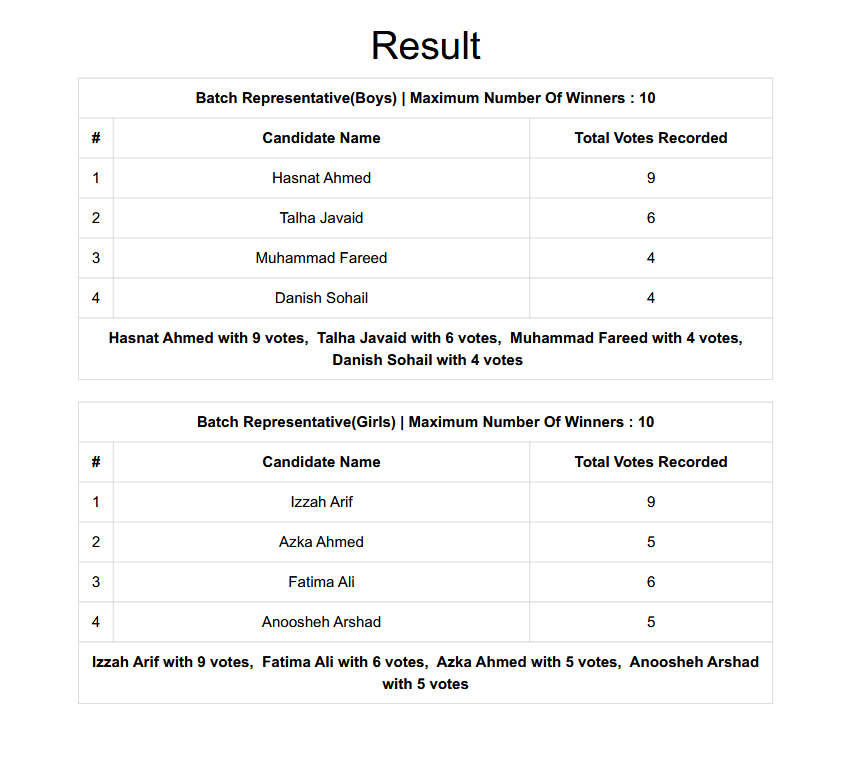 Result
Batch Representative(Boys) | Maximum Number Of Winners : 10
# Candidate Name Total Votes Recorded
1 Hasnat Ahmed 9
2 Talha Javaid 6
3 Muhammad Fareed 4
4 Danish Sohail 4
Hasnat Ahmed with 9 votes, Talha Javaid with 6 votes, Muhammad Fareed with 4 votes,
Danish Sohail with 4 votes
Batch Representative(Girls) | Maximum Number Of Winners : 10
# Candidate Name Total Votes Recorded
1 Izzah Arif 9
2 Azka Ahmed 5
3 Fatima Ali 6
4 Anoosheh Arshad 5
Izzah Arif with 9 votes, Fatima Ali with 6 votes, Azka Ahmed with 5 votes, Anoosheh Arshad
with 5 votes